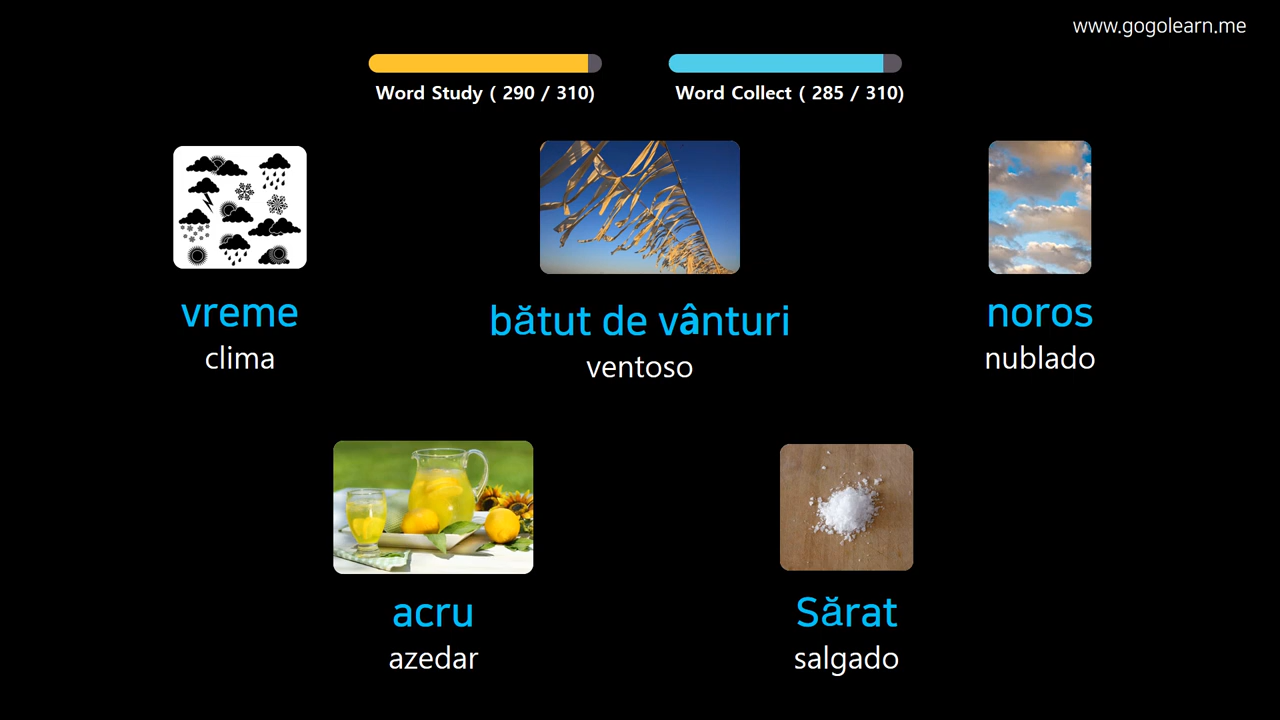 www.gogolearn.me
Word Study ( 290 / 310)
Word Collect ( 285 / 310)
vreme
clima
bătut de vânturi
ventoso
noros
nublado
acru
azedar
Sărat
salgado